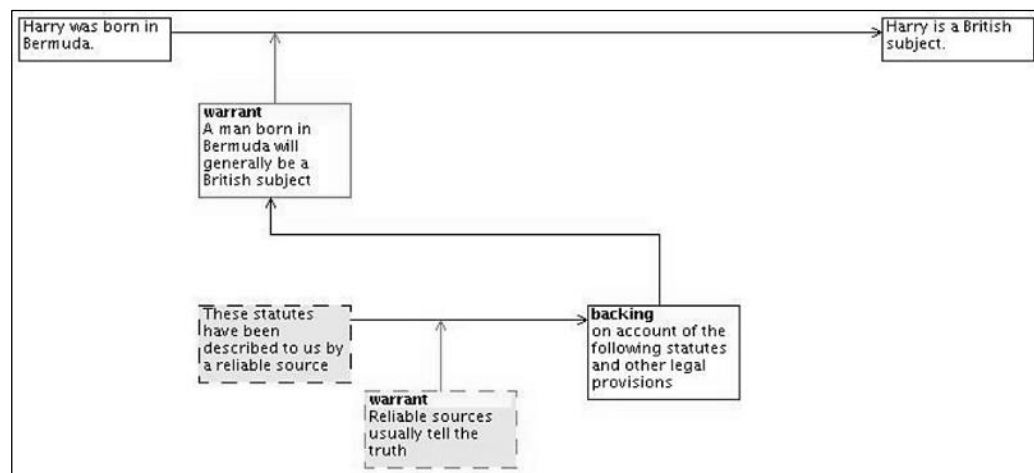 Harry was born in
Bermuda.
Harry is a British
subject.
warrant
A man born in
Bermuda will
generally be a
British subject
These statutes
have been
described to us by
a reliable source
backing
on account of the
following statutes
and other legal
provisions
warrant
Reliable sources
usually tell the
truth